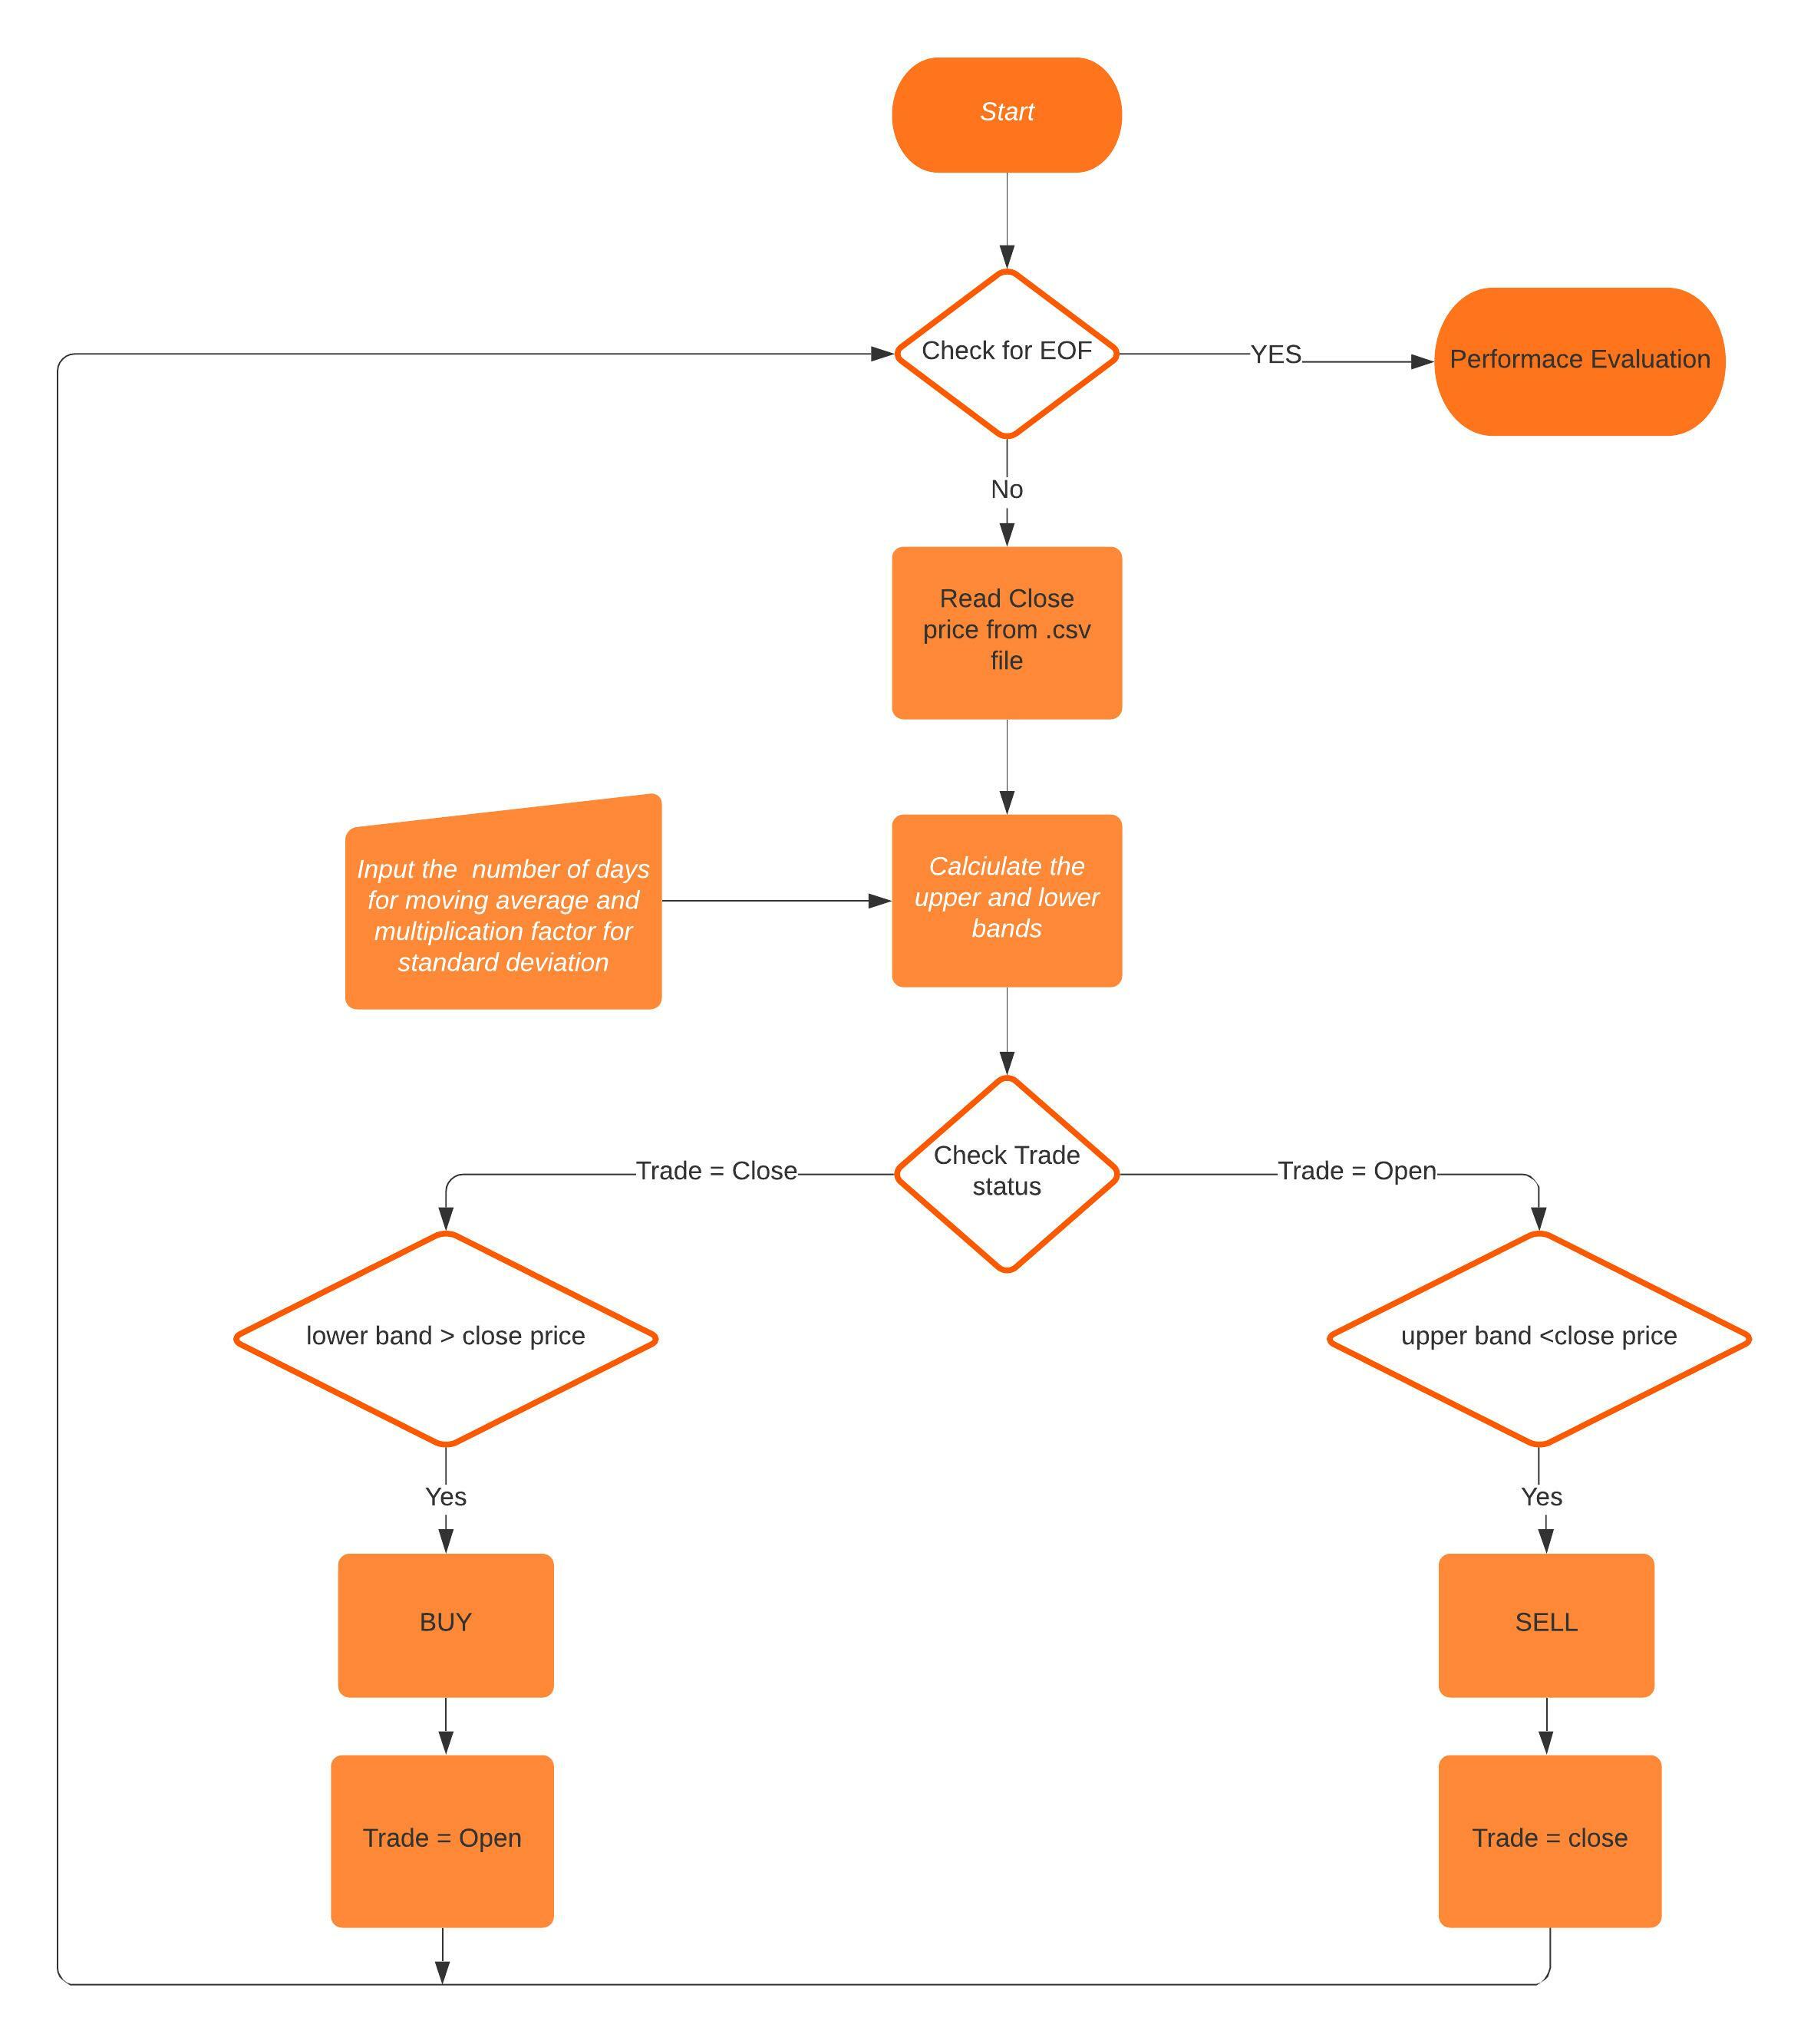 Start
Check for EOF
YES
Performace Evaluation
No
Read Close
price from .csv
file
Input the  number of days
for moving average and
multiplication factor for
standard deviation
Calciulate the
upper and lower
bands
Check Trade
status
Trade = Close
Trade = Open
lower band > close price
upper band <close price
Yes
Yes
BUY
SELL
Trade = Open
Trade = close